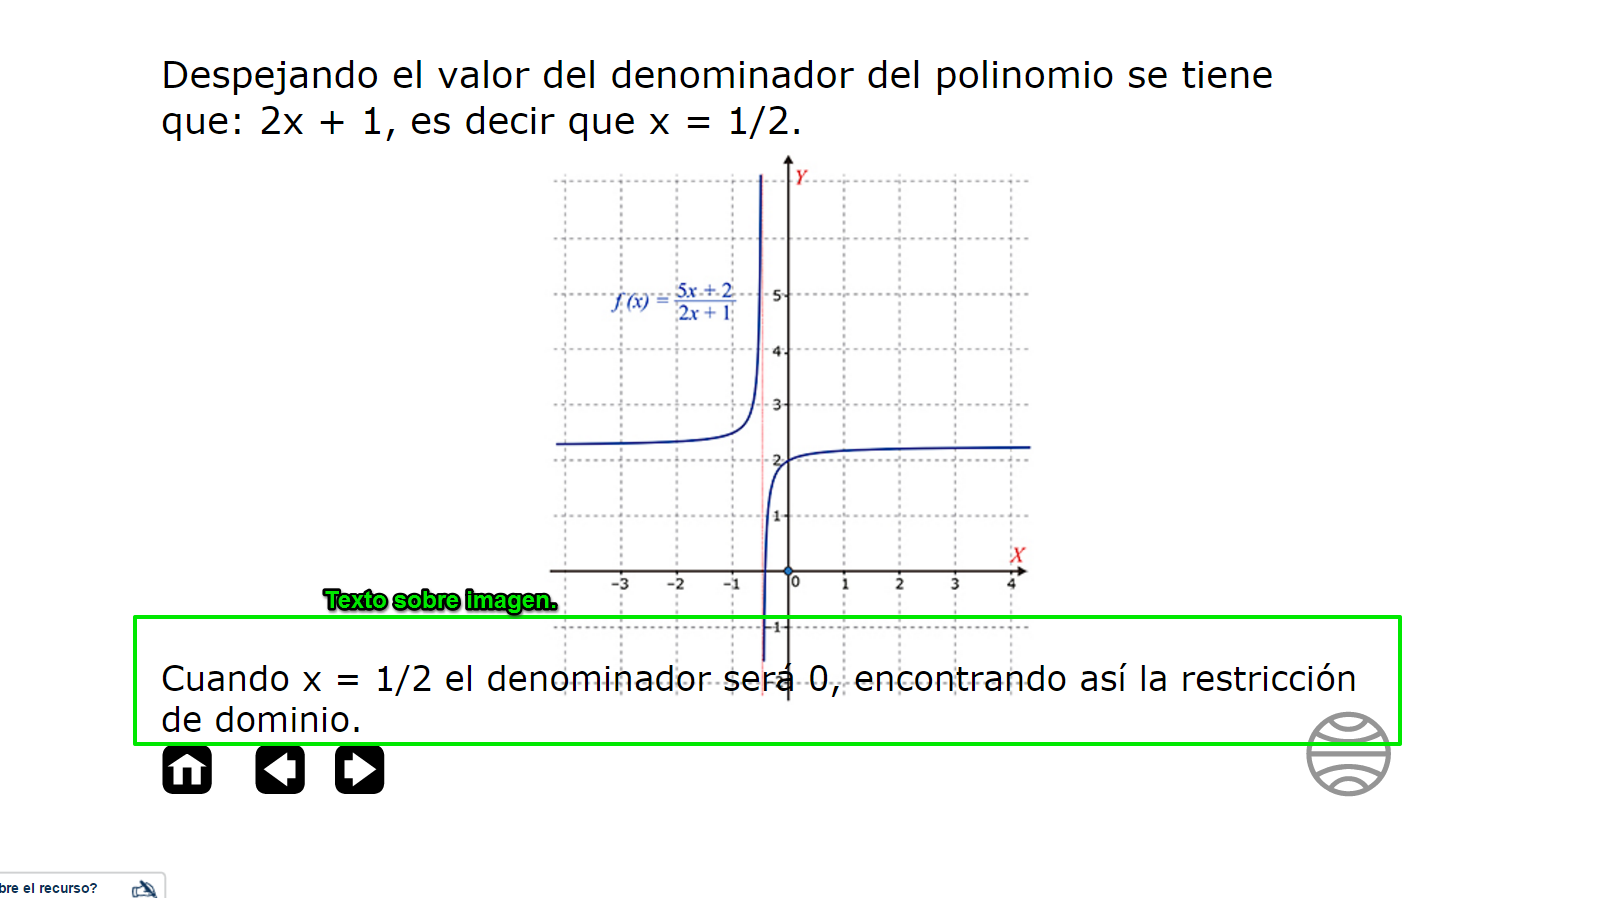 Despejando el valor del denominador del polinomio se tiene
que: 2x + 1, es decir que x = 1/2.
Y
f (x) = 5x + 2
2x + 1
5
4
3
2
1
X
-3 -2 -1 0 1 2 3 4
Texto sobre imagen.
-1
Cuando x = 1/2 el denominador será 0, encontrando así la restricción
-2
de dominio.
bre el recurso?